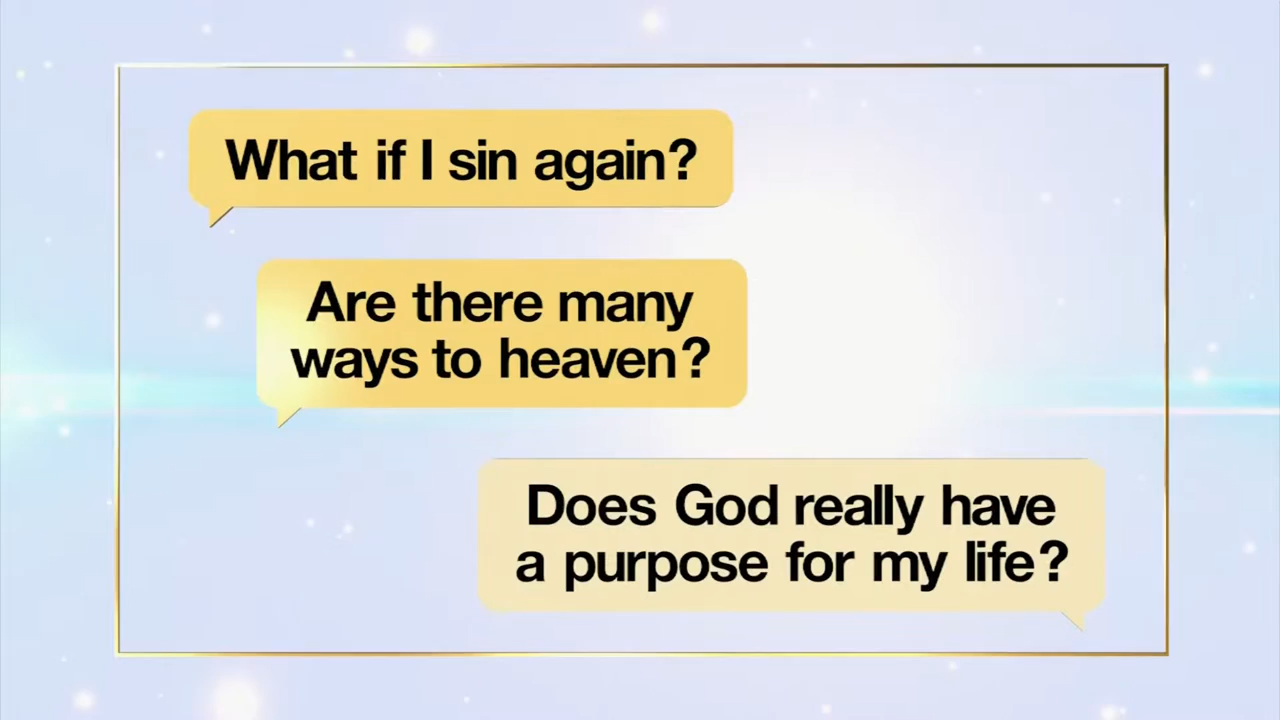 What if I sin again?
Are there many
ways to heaven?
Does God really have
a purpose for my life?